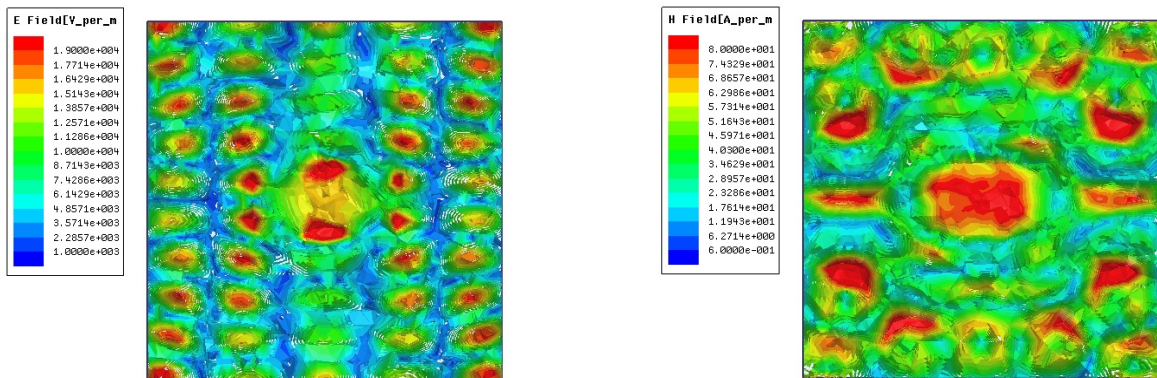 E Field[V_per_m
1.9000e+004
1.7714e+004
1.6429e+004
1.5143e+004
1.3857e+004
1.2571e+004
1.1286e+004
1.0000e+004
8.7143e+003
7.4286e+003
6.1429e+003
4.8571e+003
3.5714e+003
2.2857e+003
1.0000e+003
H Field[A_per_m
8.0000e+001
7.4329e+001
6.8657e+001
6.2986e+001
5.7314e+001
5.1643e+001
4.5971e+001
4.0300e+001
3.4629e+001
2.8957e+001
2.3286e+001
1.7614e+001
1.1943e+001
6.2714e+000
6.0000e-001